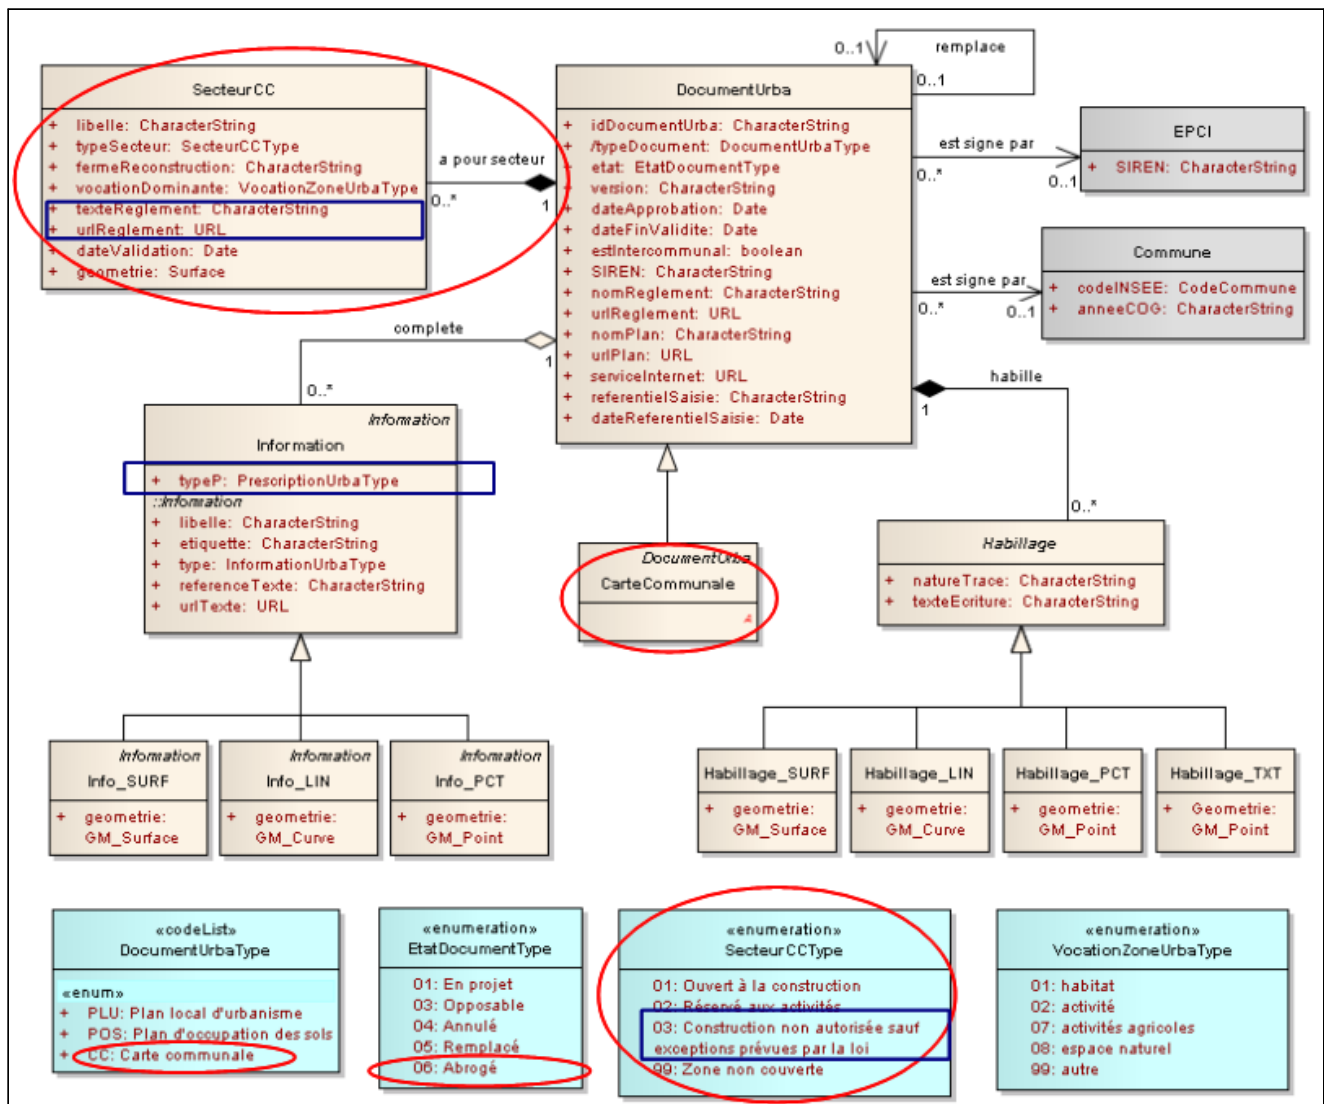 SecteurCC
+ libelle: CharacterString
+ typeSecteur: SecteurCCType
+ fermeReconstruction: CharacterString
+ vocationDominante: VocationZoneUrbaType
+ texteReglement: CharacterString
+ urlReglement: URL
+ dateValidation: Date
+ geometrie: Surface
a pour secteur
0..*
1
DocumentUrba
+ idDocumentUrba: CharacterString
+ /typeDocument: DocumentUrbaType
+ etat: EtatDocumentType
+ version: CharacterString
+ dateApprobation: Date
+ dateFinValidite: Date
+ estIntercommunal: boolean
+ SIREN: CharacterString
+ nomReglement: CharacterString
+ urlReglement: URL
+ nomPlan: CharacterString
+ urlPlan: URL
+ serviceInternet: URL
+ referentielSaisie: CharacterString
+ dateReferentielSaisie: Date
0..1
remplace
0..1
est signe par
0..*
0..1
EPCI
+ SIREN: CharacterString
est signe par
0..*
0..1
Commune
+ codeINSEE: CodeCommune
+ anneeCOG: CharacterString
complete
1
0..*
habille
1
0..*
Information
Information
+ typeP: PrescriptionUrbaType
::Information
+ libelle: CharacterString
+ etiquette: CharacterString
+ type: InformationUrbaType
+ referenceTexte: CharacterString
+ urlTexte: URL
DocumentUrba
CarteCommunale
A
Habillage
+ natureTrace: CharacterString
+ texteEcriture: CharacterString
Information
Info_SURF
+ geometrie:
GM_Surface
Information
Info_LIN
+ geometrie:
GM_Curve
Information
Info_PCT
+ geometrie:
GM_Point
Habillage_SURF
+ geometrie:
GM_Surface
Habillage_LIN
+ geometrie:
GM_Curve
Habillage_PCT
+ geometrie:
GM_Point
Habillage_TXT
+ Geometrie:
GM_Point
«codeList»
DocumentUrbaType
«enum»
+ PLU: Plan local d'urbanisme
+ POS: Plan d'occupation des sols
+ CC: Carte communale
«enumeration»
EtatDocumentType
01: En projet
03: Opposable
04: Annulé
05: Remplacé
06: Abrogé
«enumeration»
SecteurCCType
01: Ouvert à la construction
02: Réservé aux activités
03: Construction non autorisée sauf
exceptions prévues par la loi
99: Zone non couverte
«enumeration»
VocationZoneUrbaType
01: habitat
02: activité
07: activités agricoles
08: espace naturel
99: autre